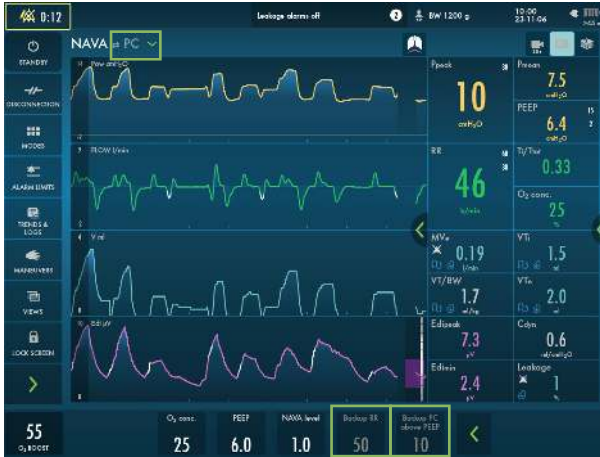 0:12
Leakage alarms off
2
BW 1200 g
10:00
23-11-06
STANDBY
NAVA ⇄ PC
DISCONNECTION
MODES
ALARM LIMITS
TRENDS &
LOGS
MANEUVERS
VIEWS
LOCK SCREEN
Paw cmH₂O
FLOW l/min
V ml
Edi µV
Ppeak
30
10
cmH₂O
Pmean
7.5
cmH₂O
PEEP
15
6.4
2
cmH₂O
RR
46
b/min
Ti/Ttot
0.33
O₂ conc.
25
%
MVe
0.19
l/min
VTi
1.5
ml
VT/BW
1.7
ml/kg
VTe
2.0
ml
Edipeak
7.3
µV
Cdyn
0.6
ml/cmH₂O
Edimin
2.4
µV
Leakage
1
%
55
O₂ BOOST
O₂ conc.
25
PEEP
6.0
NAVA level
1.0
Backup RR
50
Backup PC
above PEEP
10